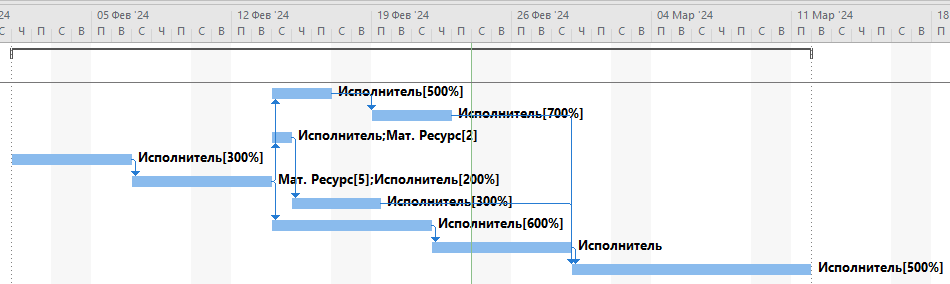 24 05 Фев '24 12 Фев '24 19 Фев '24 26 Фев '24 04 Мар '24 11 Мар '24 18
С Ч П С В П В С Ч П С В П В С Ч П С В П В С Ч П С В П В С Ч П С В П В С Ч П С В П В С Ч П С В П
Исполнитель[500%]
Исполнитель[700%]
Исполнитель;Мат. Ресурс[2]
Исполнитель[300%]
Мат. Ресурс[5];Исполнитель[200%]
Исполнитель[300%]
Исполнитель[600%]
Исполнитель
Исполнитель[500%]